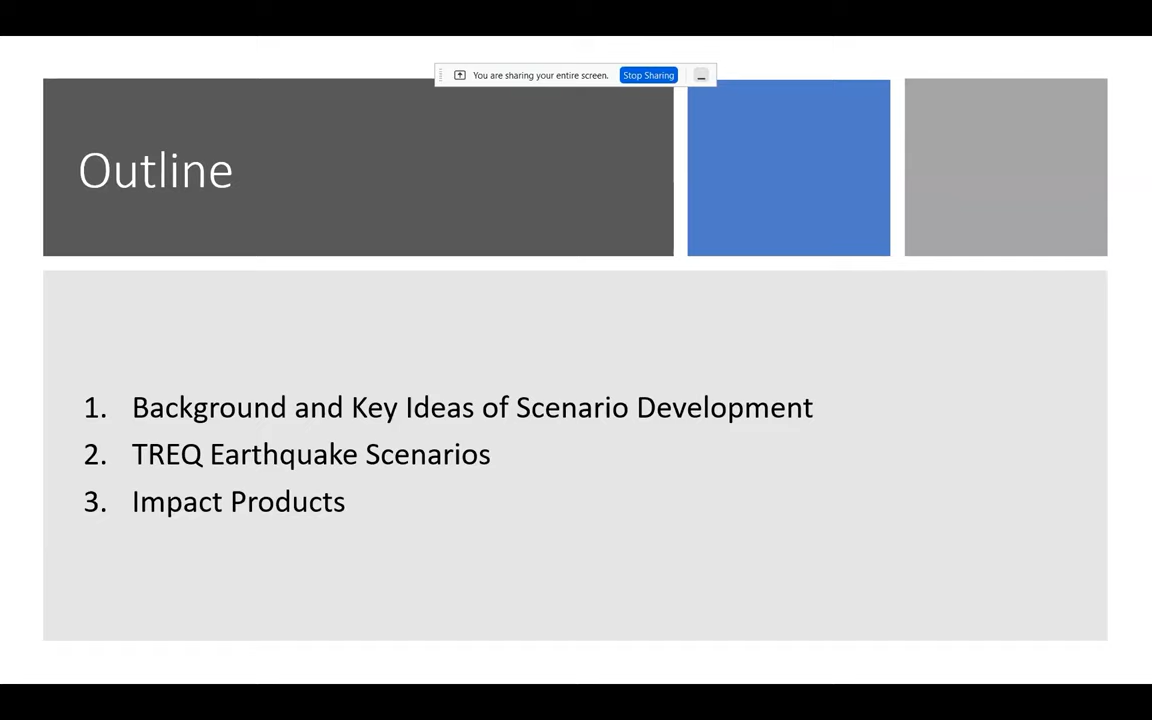 You are sharing your entire screen. Stop Sharing
Outline
1. Background and Key Ideas of Scenario Development
2. TREQ Earthquake Scenarios
3. Impact Products